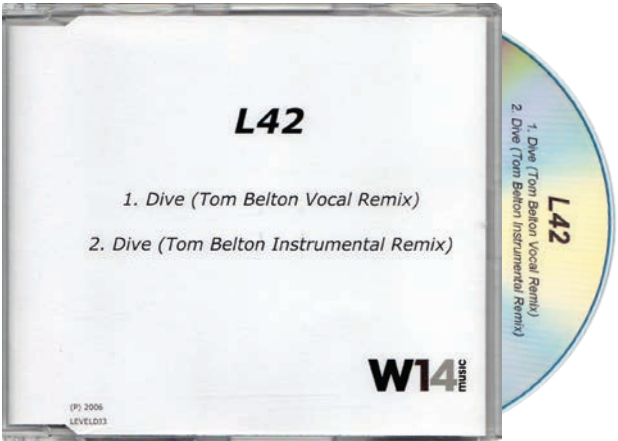 L42
1. Dive (Tom Belton Vocal Remix)
2. Dive (Tom Belton Instrumental Remix)
W14 music
(P) 2006
LEVELD33
L42
1. Dive (Tom Belton Vocal Remix)
2. Dive (Tom Belton Instrumental Remix)